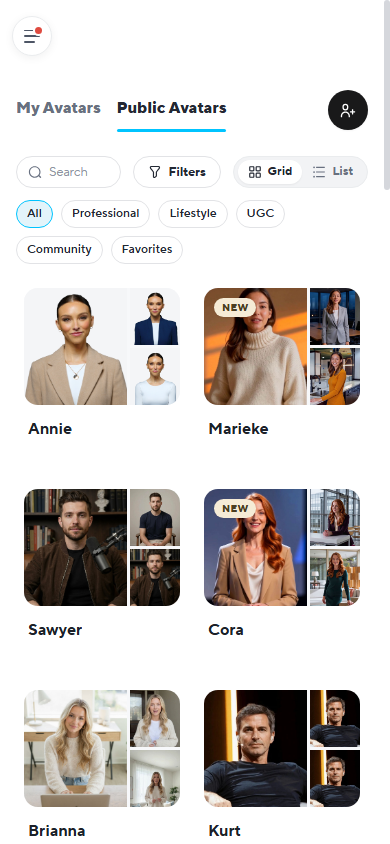 My Avatars Public Avatars
Search Filters Grid List
All Professional Lifestyle UGC
Community Favorites
NEW
Annie Marieke
NEW
Sawyer Cora
Brianna Kurt